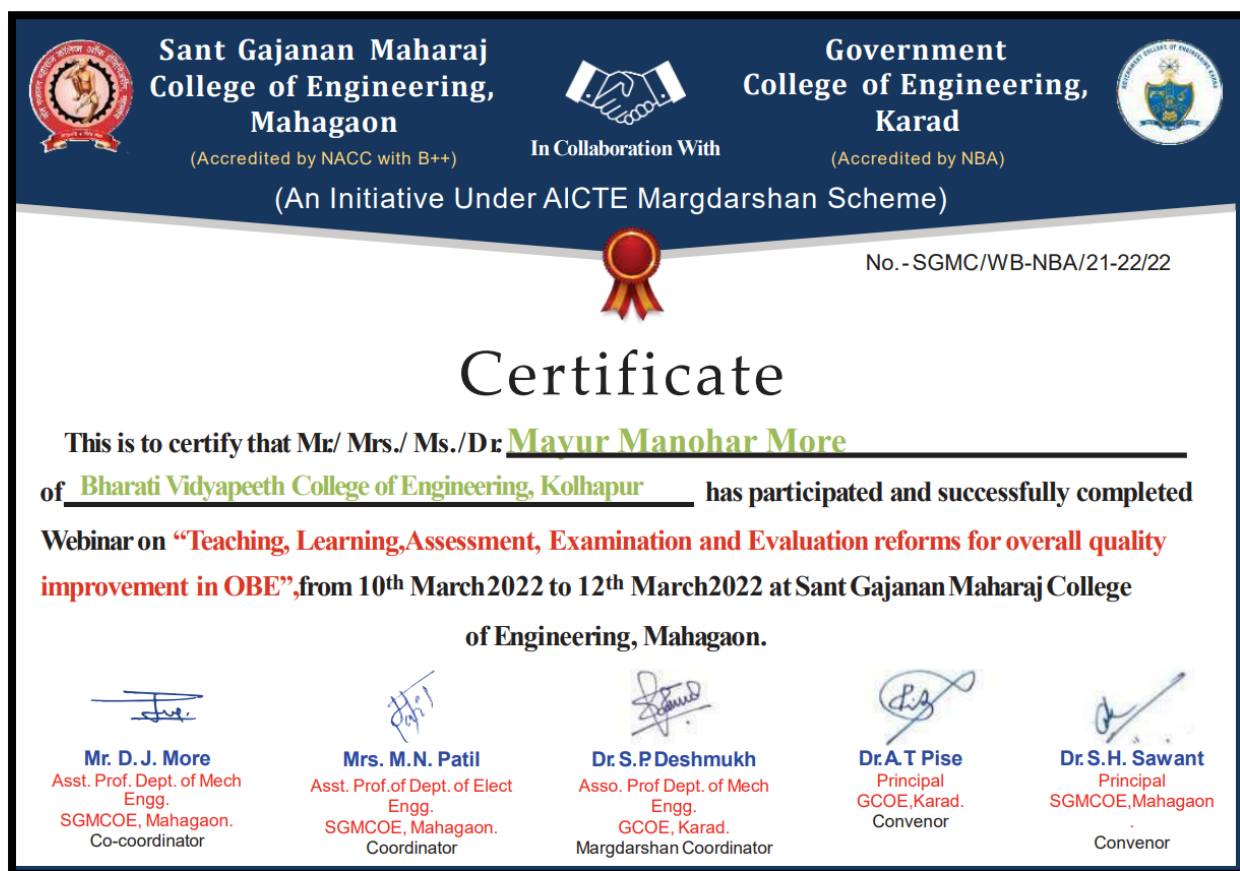 Sant Gajanan Maharaj
College of Engineering,
Mahagaon
(Accredited by NACC with B++)
In Collaboration With
Government
College of Engineering,
Karad
(Accredited by NBA)
(An Initiative Under AICTE Margdarshan Scheme)
No.-SGMC/WB-NBA/21-22/22
Certificate
This is to certify that Mr./ Mrs./ Ms./Dr. Mayur Manohar More
of Bharati Vidyapeeth College of Engineering, Kolhapur has participated and successfully completed
Webinar on “Teaching, Learning,Assessment, Examination and Evaluation reforms for overall quality
improvement in OBE”,from 10th March 2022 to 12th March2022 at Sant Gajanan Maharaj College
of Engineering, Mahagaon.
Mr. D. J. More
Asst. Prof. Dept. of Mech
Engg.
SGMCOE, Mahagaon.
Co-coordinator
Mrs. M.N. Patil
Asst. Prof.of Dept. of Elect
Engg.
SGMCOE, Mahagaon.
Coordinator
Dr. S.P. Deshmukh
Asso. Prof Dept. of Mech
Engg.
GCOE, Karad.
Margdarshan Coordinator
Dr.A.T Pise
Principal
GCOE,Karad.
Convenor
Dr. S.H. Sawant
Principal
SGMCOE,Mahagaon
.
Convenor